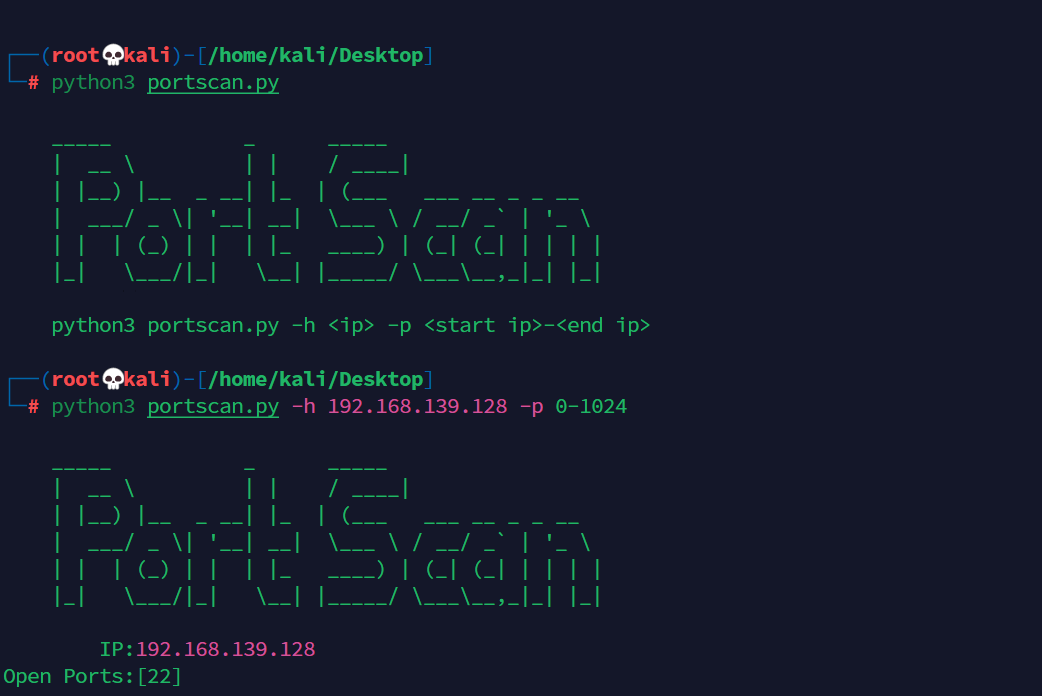 ┌──(root💀kali)-[/home/kali/Desktop]
└─# python3 portscan.py
    _____           _      _____
    |  __ \         | |    / ____|
    | |__) |__  _ __| |_  | (___   ___ __ _ _ __
    |  ___/ _ \| '__| __|  \___ \ / __/ _` | '_ \
    | |  | (_) | |  | |_   ____) | (_| (_| | | | |
    |_|   \___/|_|   \__| |_____/ \___\__,_|_| |_|
    python3 portscan.py -h <ip> -p <start ip>-<end ip>
┌──(root💀kali)-[/home/kali/Desktop]
└─# python3 portscan.py -h 192.168.139.128 -p 0-1024
    _____           _      _____
    |  __ \         | |    / ____|
    | |__) |__  _ __| |_  | (___   ___ __ _ _ __
    |  ___/ _ \| '__| __|  \___ \ / __/ _` | '_ \
    | |  | (_) | |  | |_   ____) | (_| (_| | | | |
    |_|   \___/|_|   \__| |_____/ \___\__,_|_| |_|
        IP:192.168.139.128
Open Ports:[22]